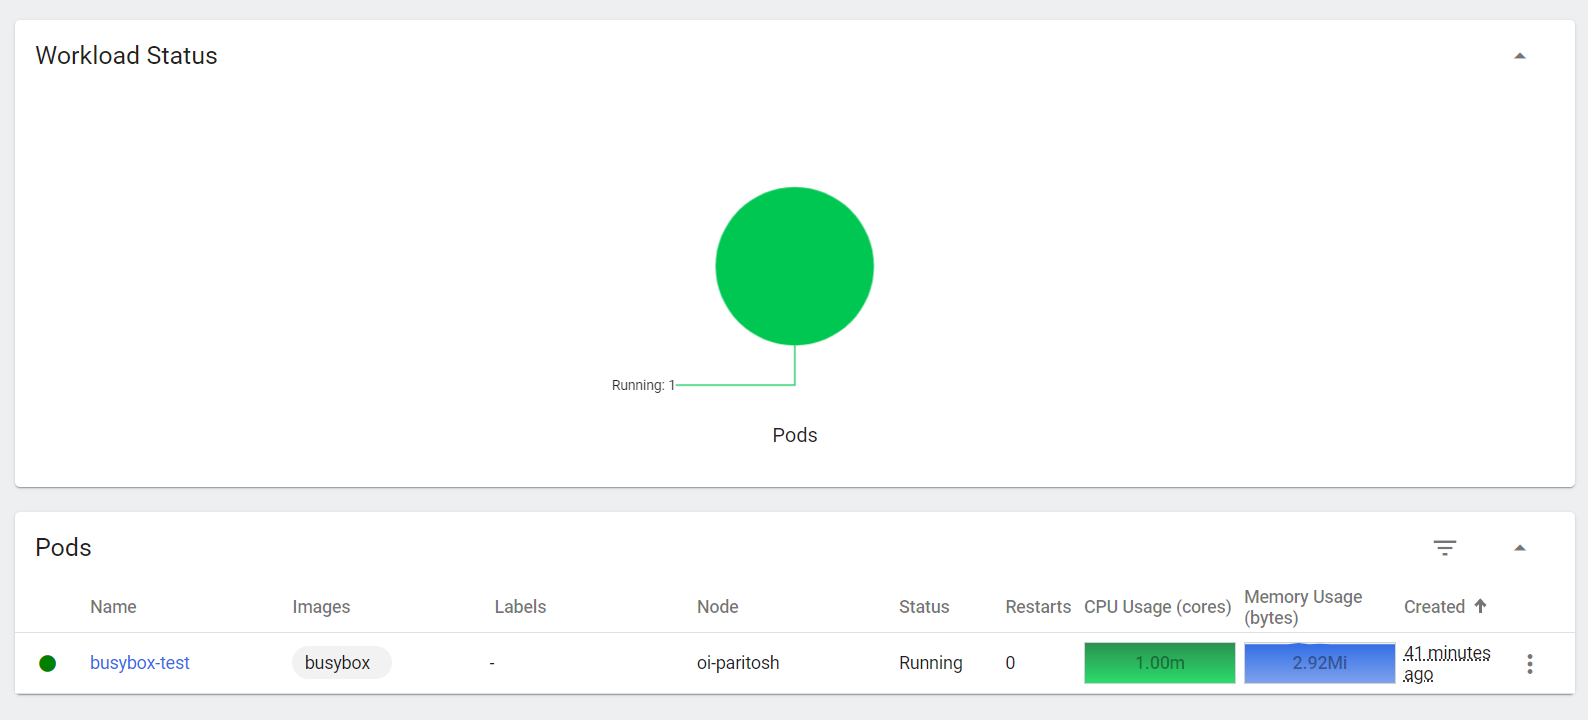 Workload Status
Running: 1
Pods
Pods
Name Images Labels Node Status Restarts CPU Usage (cores) Memory Usage (bytes) Created
busybox-test busybox - oi-paritosh Running 0 1.00m 2.92Mi 41 minutes ago